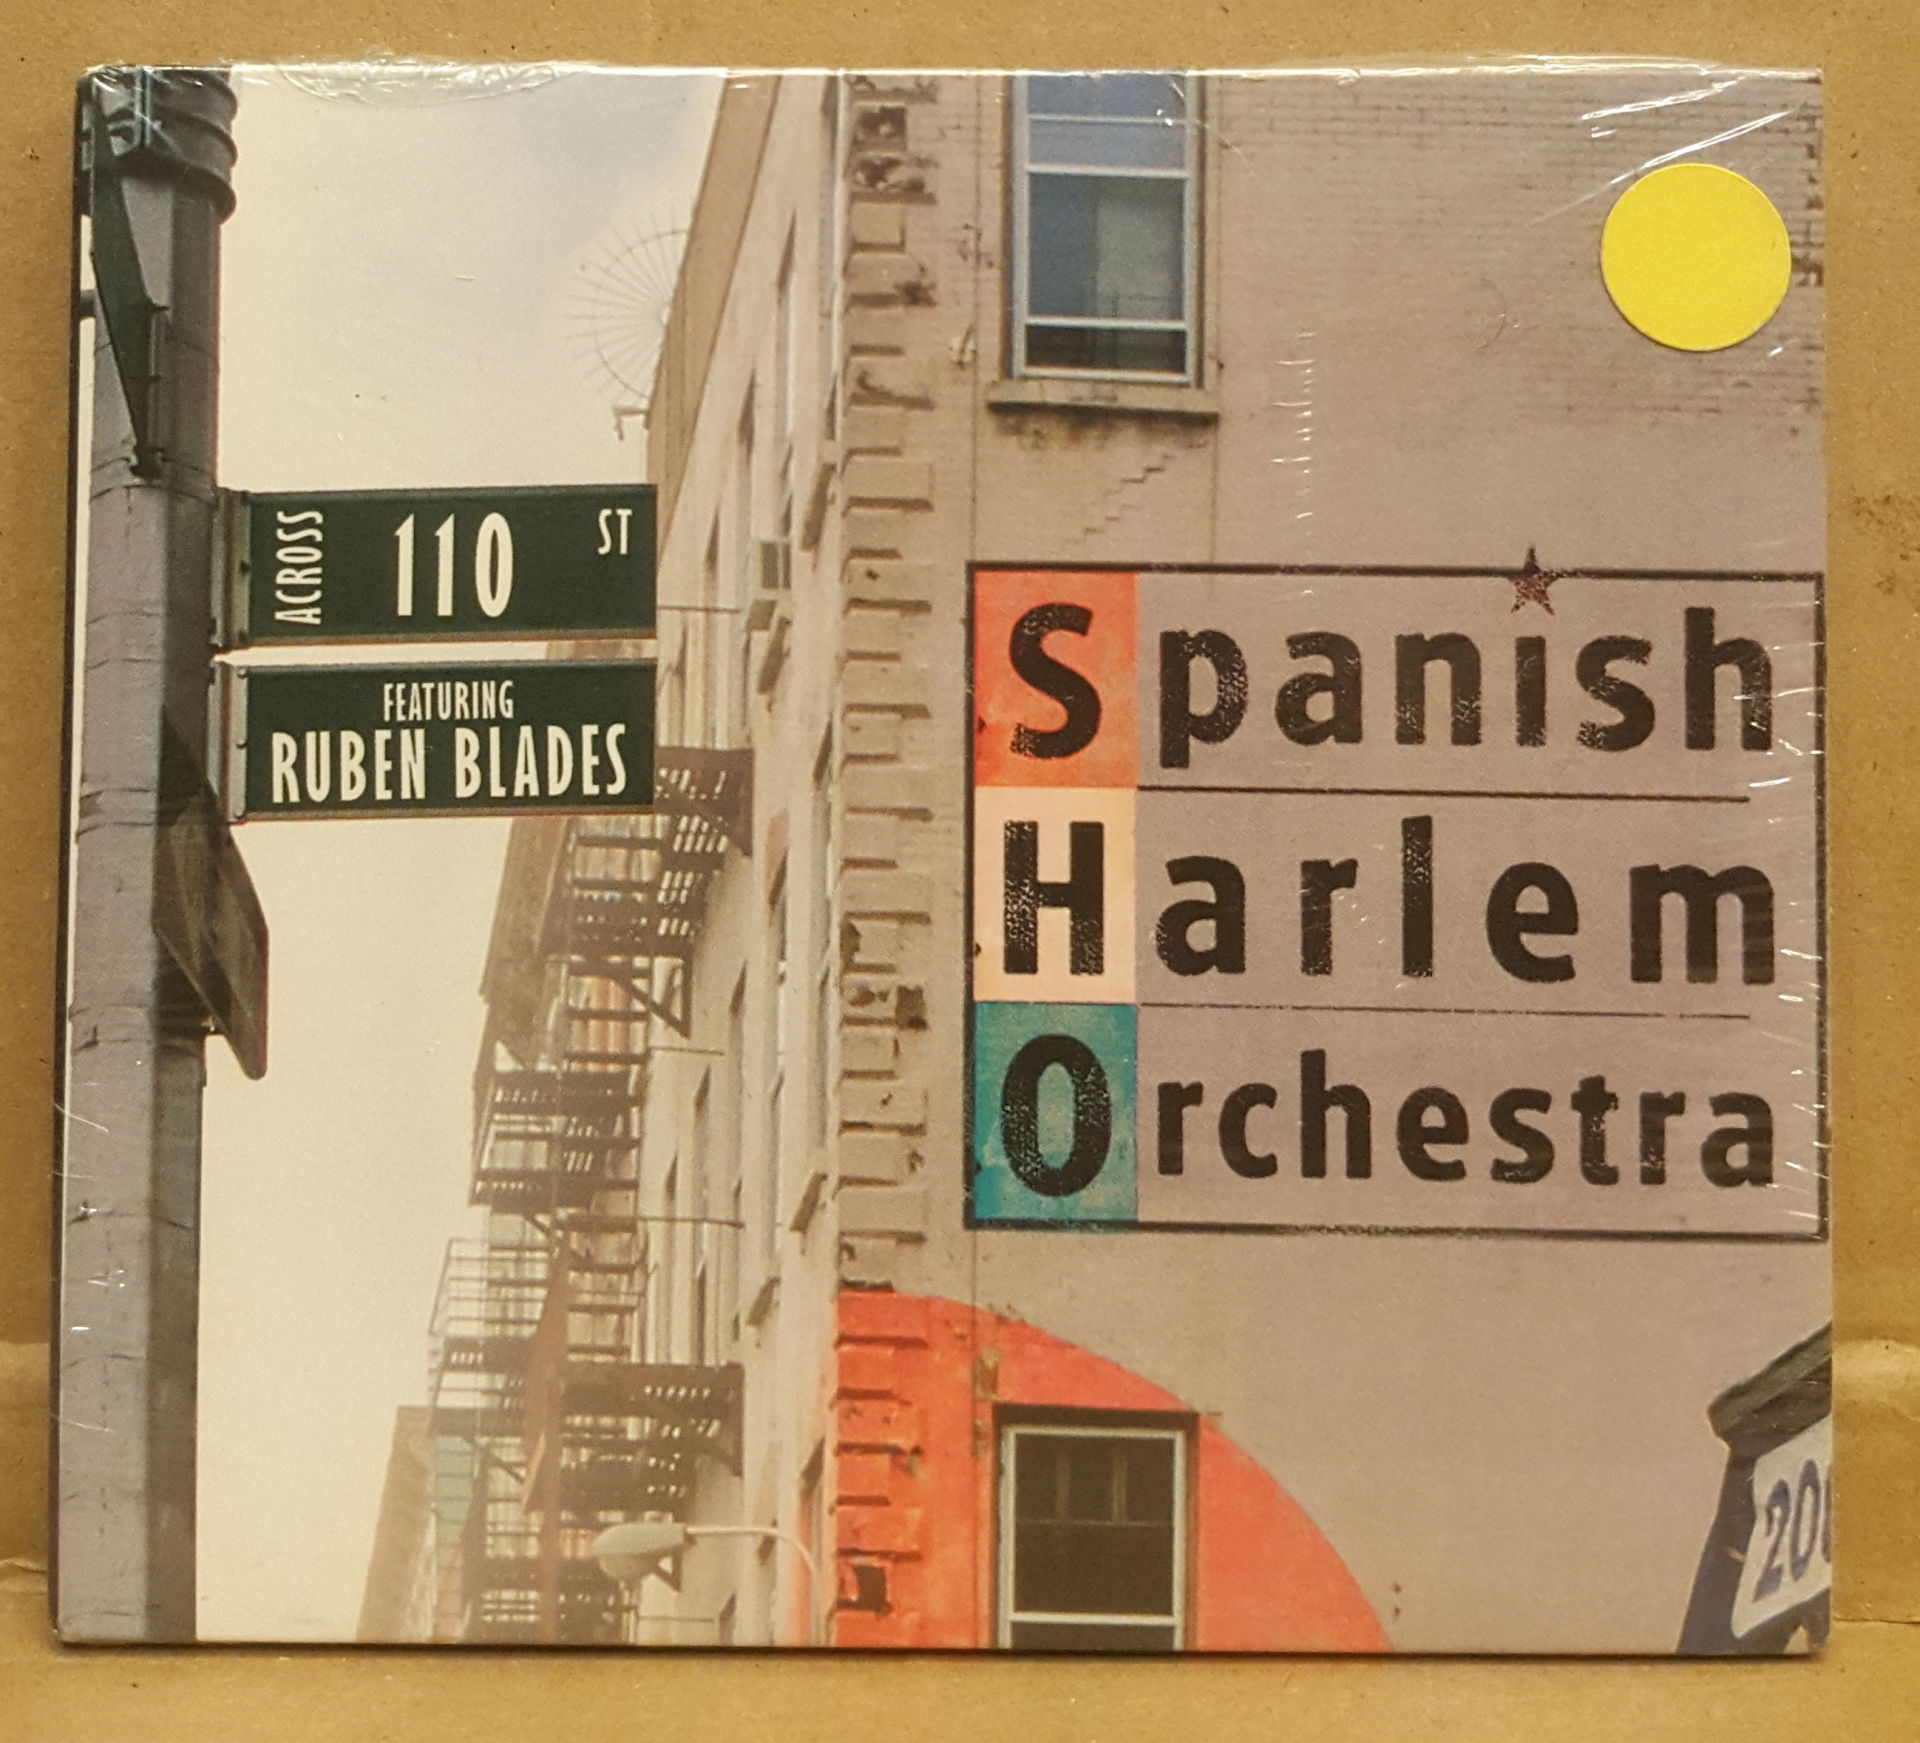 ACROSS 110 ST
FEATURING
RUBEN BLADES
Spanish
Harlem
Orchestra